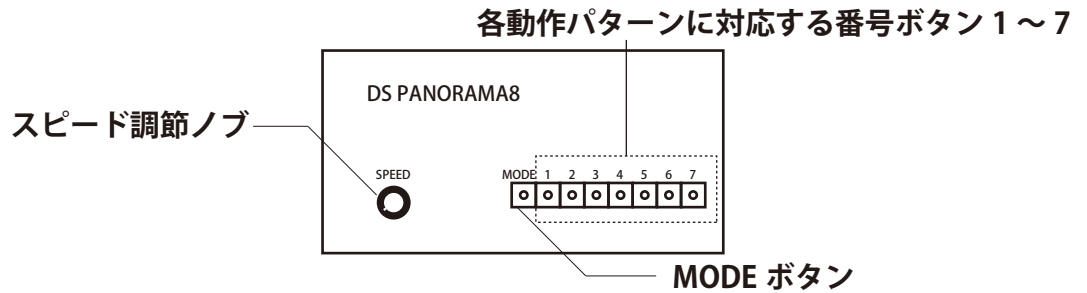 各動作パターンに対応する番号ボタン 1 ～ 7
DS PANORAMA8
スピード調節ノブ
SPEED
MODE 1 2 3 4 5 6 7
MODE ボタン